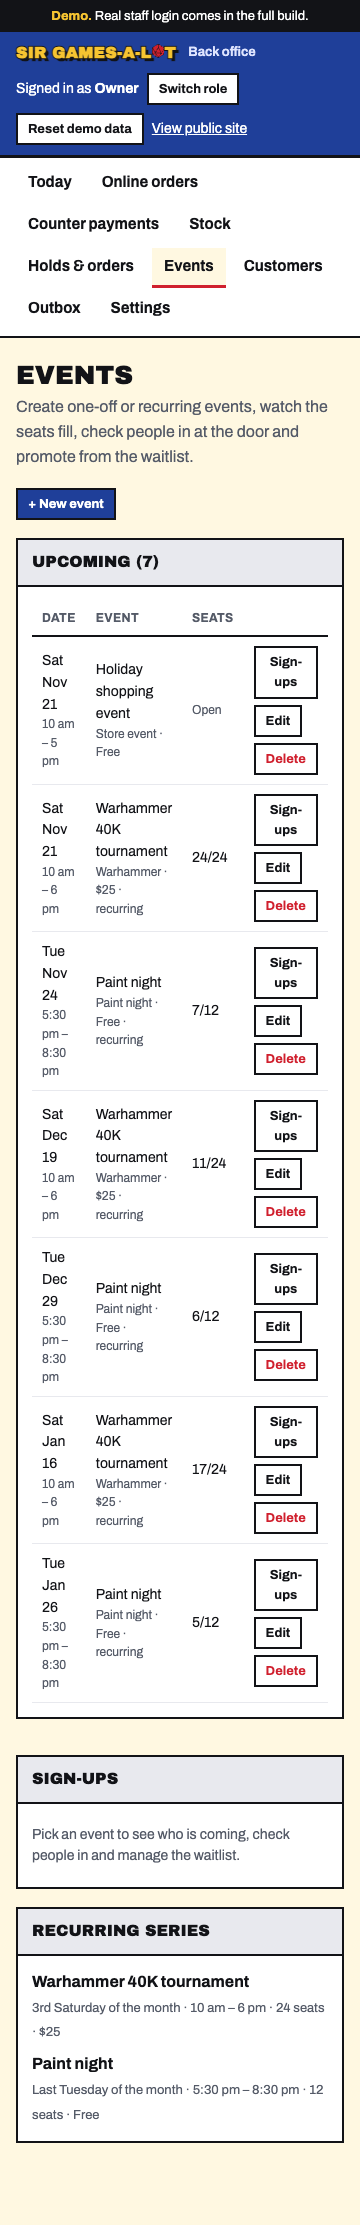 Demo. Real staff login comes in the full build.
SIR GAMES-A-LOT Back office
Signed in as Owner Switch role
Reset demo data View public site
Today Online orders
Counter payments Stock
Holds & orders Events Customers
Outbox Settings
EVENTS
Create one-off or recurring events, watch the
seats fill, check people in at the door and
promote from the waitlist.
+ New event
UPCOMING (7)
DATE EVENT SEATS
Sat
Nov
21
10 am
– 5
pm
Holiday
shopping
event
Store event ·
Free
Open
Sign-
ups
Edit
Delete
Sat
Nov
21
10 am
– 6
pm
Warhammer
40K
tournament
Warhammer ·
$25 ·
recurring
24/24
Sign-
ups
Edit
Delete
Tue
Nov
24
5:30
pm –
8:30
pm
Paint night
Paint night ·
Free ·
recurring
7/12
Sign-
ups
Edit
Delete
Sat
Dec
19
10 am
– 6
pm
Warhammer
40K
tournament
Warhammer ·
$25 ·
recurring
11/24
Sign-
ups
Edit
Delete
Tue
Dec
29
5:30
pm –
8:30
pm
Paint night
Paint night ·
Free ·
recurring
6/12
Sign-
ups
Edit
Delete
Sat
Jan
16
10 am
– 6
pm
Warhammer
40K
tournament
Warhammer ·
$25 ·
recurring
17/24
Sign-
ups
Edit
Delete
Tue
Jan
26
5:30
pm –
8:30
pm
Paint night
Paint night ·
Free ·
recurring
5/12
Sign-
ups
Edit
Delete
SIGN-UPS
Pick an event to see who is coming, check
people in and manage the waitlist.
RECURRING SERIES
Warhammer 40K tournament
3rd Saturday of the month · 10 am – 6 pm · 24 seats
· $25
Paint night
Last Tuesday of the month · 5:30 pm – 8:30 pm · 12
seats · Free